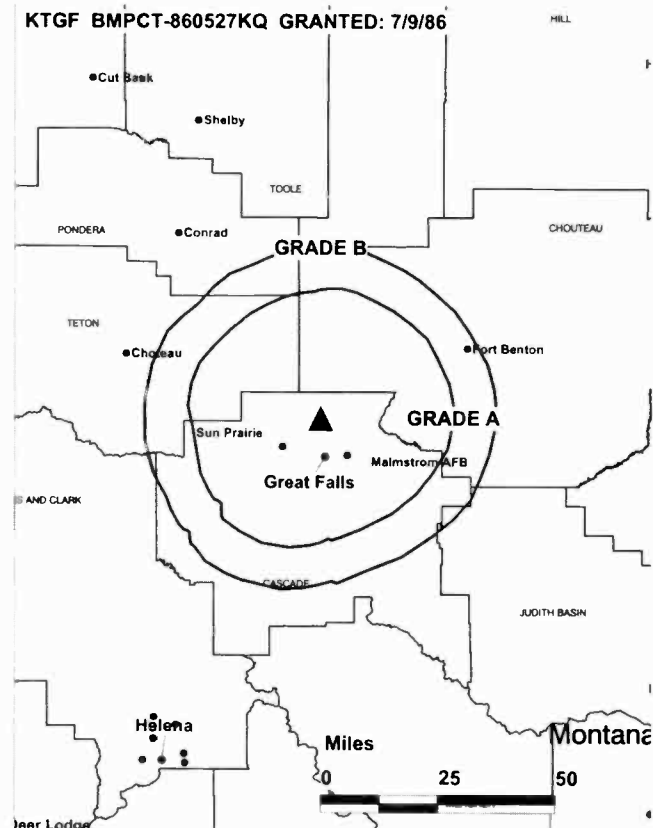 KTGF BMPCT-860527KQ GRANTED: 7/9/86
HILL
Cut Bank
Shelby
TOOLE
PONDERA
Conrad
CHOUTEAU
GRADE B
TETON
Choteau
Fort Benton
GRADE A
Sun Prairie
Malmstrom AFB
Great Falls
AND CLARK
CASCADE
JUDITH BASIN
Helena
Miles
Montana
0 25 50
Deer Lodge